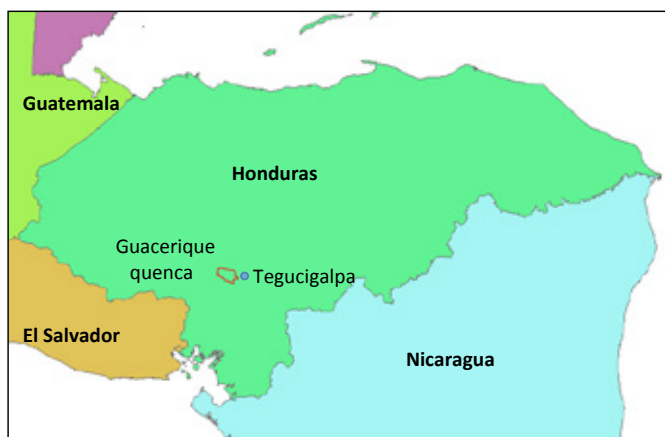 Guatemala
Honduras
Guacerique
quenca
Tegucigalpa
El Salvador
Nicaragua